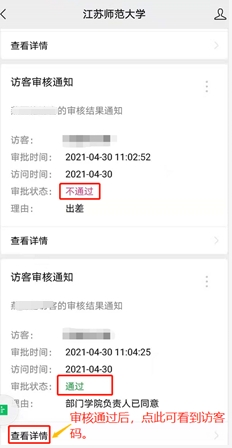 江苏师范大学
查看详情
访客审核通知
的审核结果通知
访客:
审批时间: 2021-04-30 11:02:52
访问时间: 2021-04-30
审批状态: 不通过
理由: 出差
查看详情
访客审核通知
客的审核结果通知
访客:
审批时间: 2021-04-30 11:04:25
访问时间: 2021-04-30
审批状态: 通过
理由: 部门学院负责人已同意
审核通过后，点此可看到访客
码。
查看详情